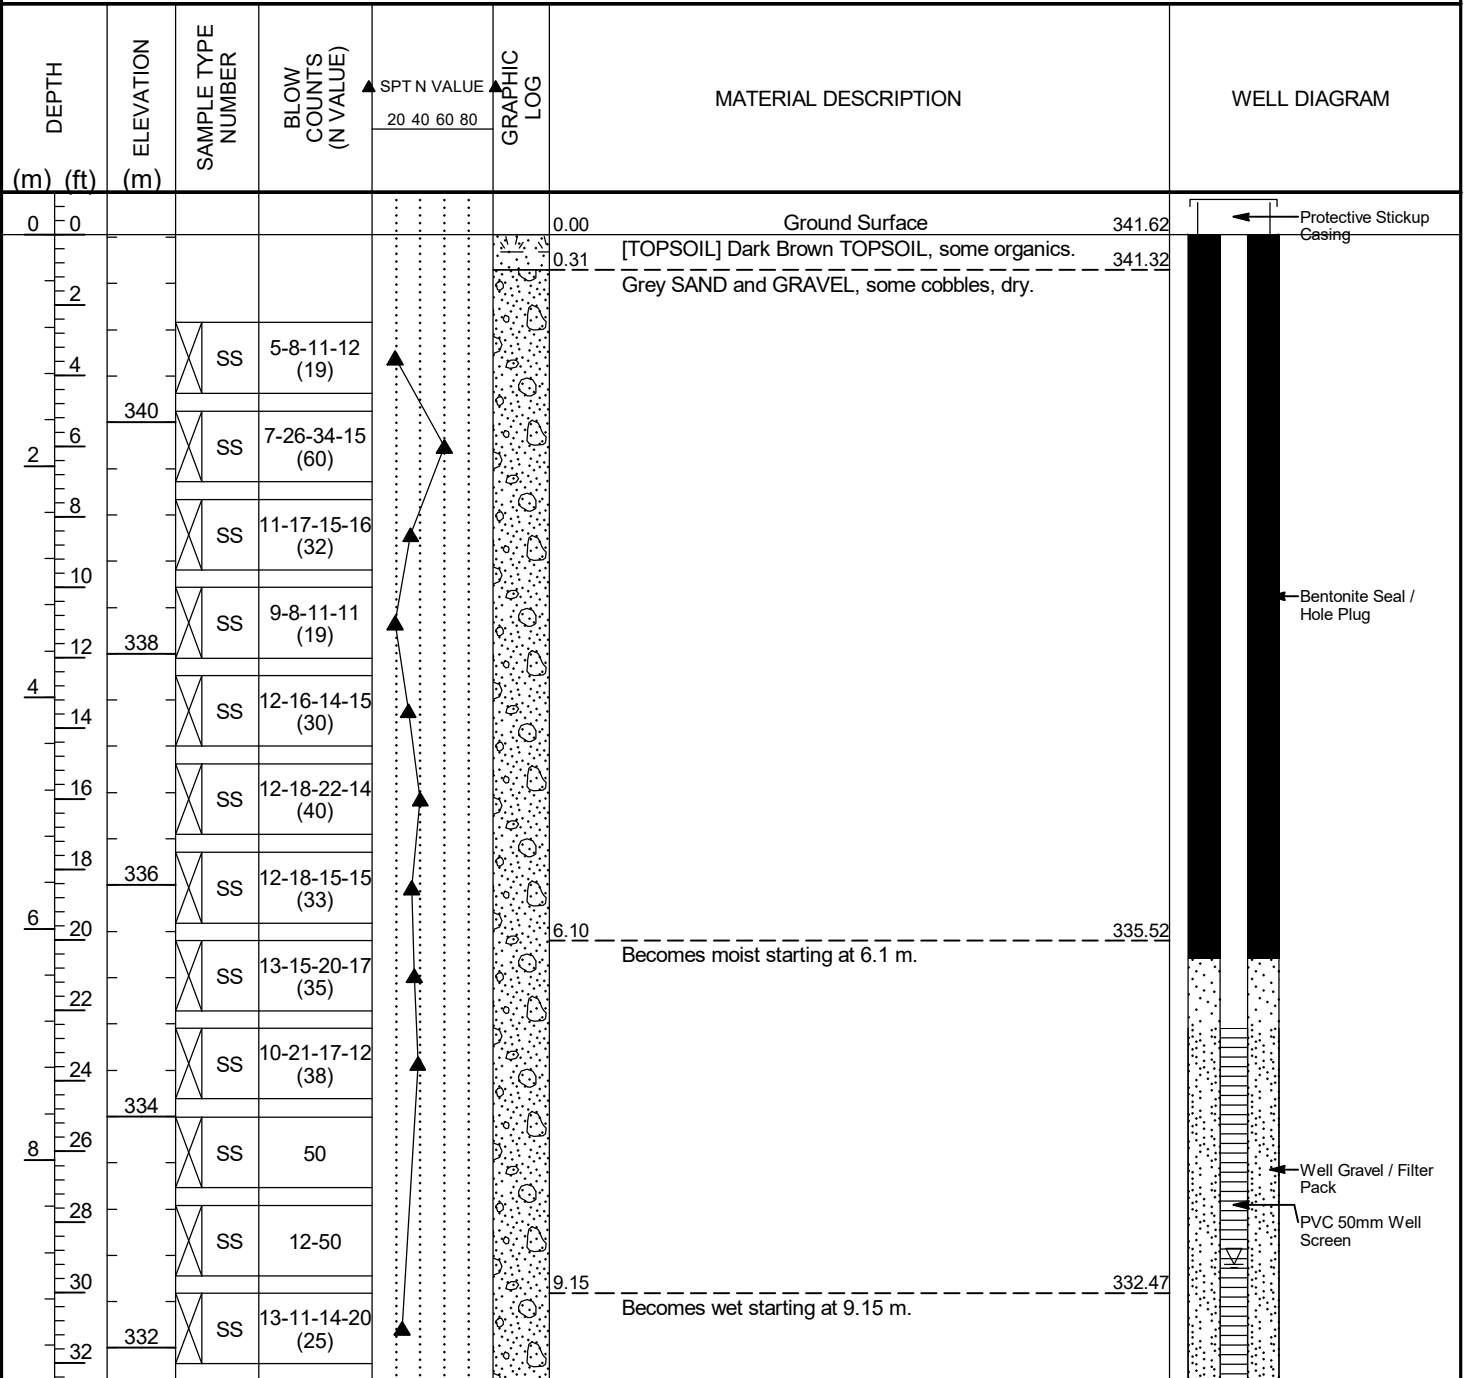 DEPTH
(m) (ft)
ELEVATION
(m)
SAMPLE TYPE
NUMBER
BLOW
COUNTS
(N VALUE)
SPT N VALUE
20 40 60 80
GRAPHIC
LOG
MATERIAL DESCRIPTION
WELL DIAGRAM
0 0
0.00 Ground Surface 341.62
Protective Stickup
Casing
[TOPSOIL] Dark Brown TOPSOIL, some organics.
0.31 341.32
Grey SAND and GRAVEL, some cobbles, dry.
2
SS 5-8-11-12
(19)
4
340
2 6
SS 7-26-34-15
(60)
8
SS 11-17-15-16
(32)
10
Bentonite Seal /
Hole Plug
SS 9-8-11-11
(19)
12
338
4
SS 12-16-14-15
(30)
14
16
SS 12-18-22-14
(40)
18
336
SS 12-18-15-15
(33)
6 20
6.10 335.52
Becomes moist starting at 6.1 m.
SS 13-15-20-17
(35)
22
SS 10-21-17-12
(38)
24
334
8 26
SS 50
Well Gravel / Filter
Pack
28
PVC 50mm Well
Screen
SS 12-50
30
9.15 332.47
Becomes wet starting at 9.15 m.
SS 13-11-14-20
(25)
332
32